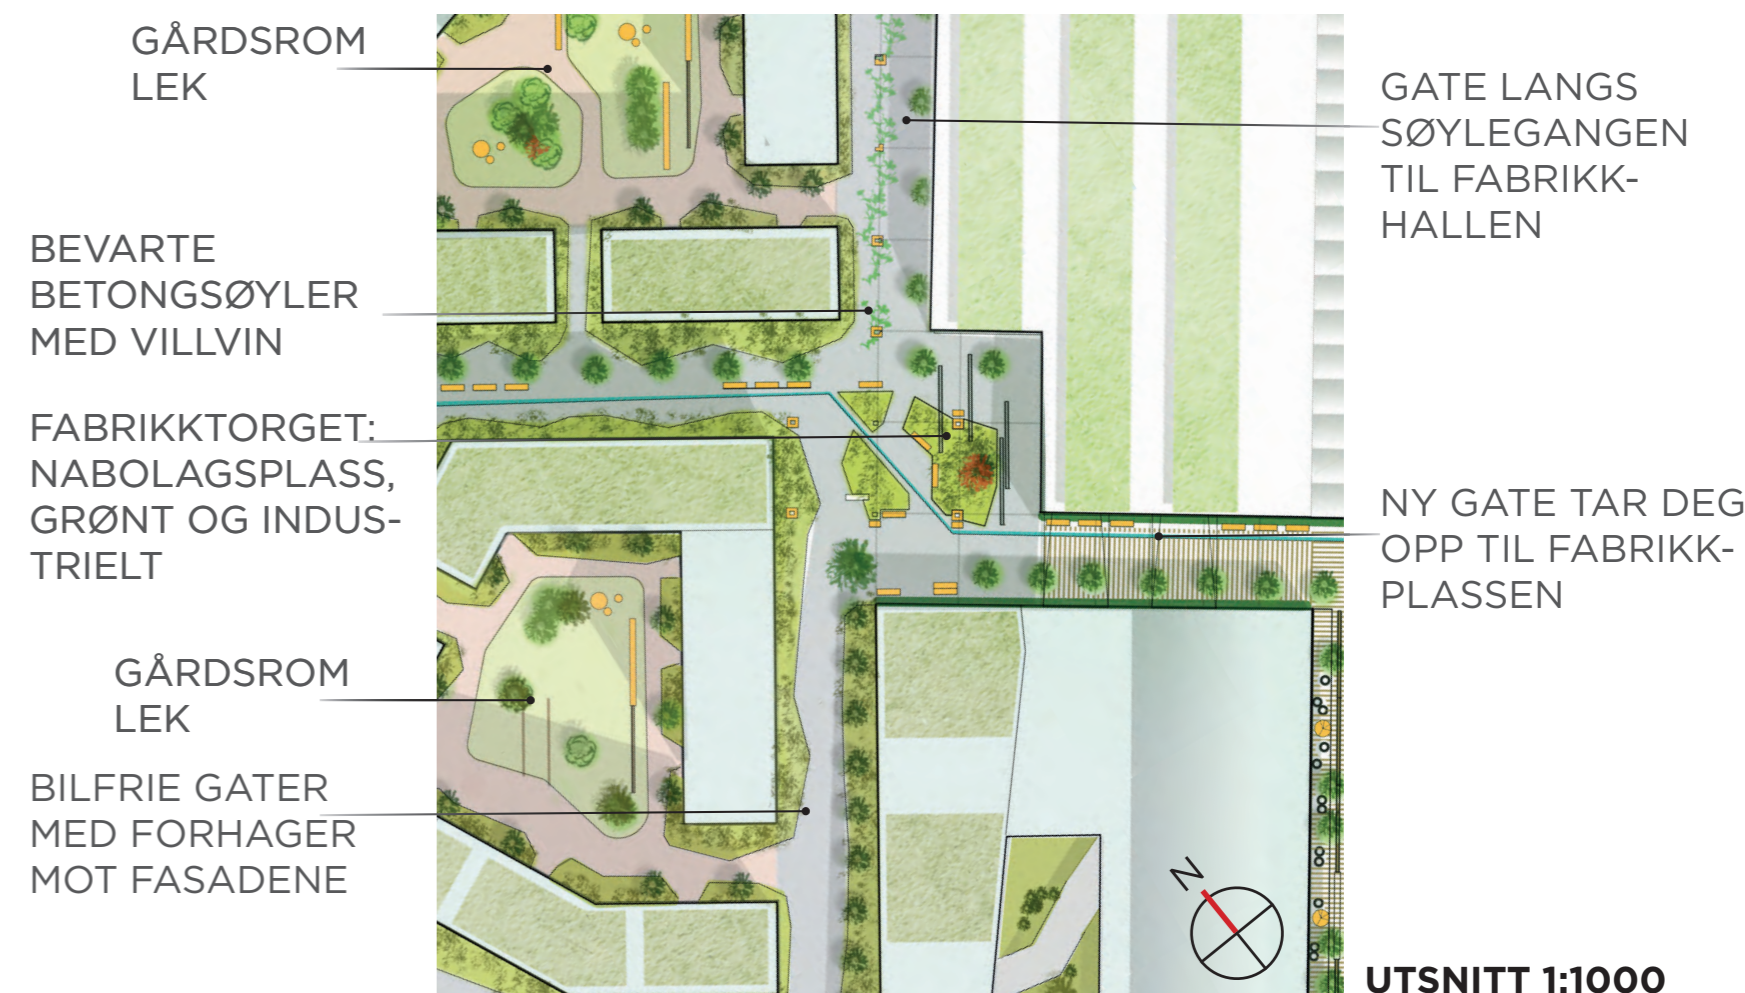 GÅRDSROM
LEK
BEVARTE
BETONGSØYLER
MED VILLVIN
FABRIKKTORGET:
NABOLAGSPLASS,
GRØNT OG INDUS-
TRIELT
GÅRDSROM
LEK
BILFRIE GATER
MED FORHAGER
MOT FASADENE
GATE LANGS
SØYLEGANGEN
TIL FABRIKK-
HALLEN
NY GATE TAR DEG
OPP TIL FABRIKK-
PLASSEN
N
UTSNITT 1:1000